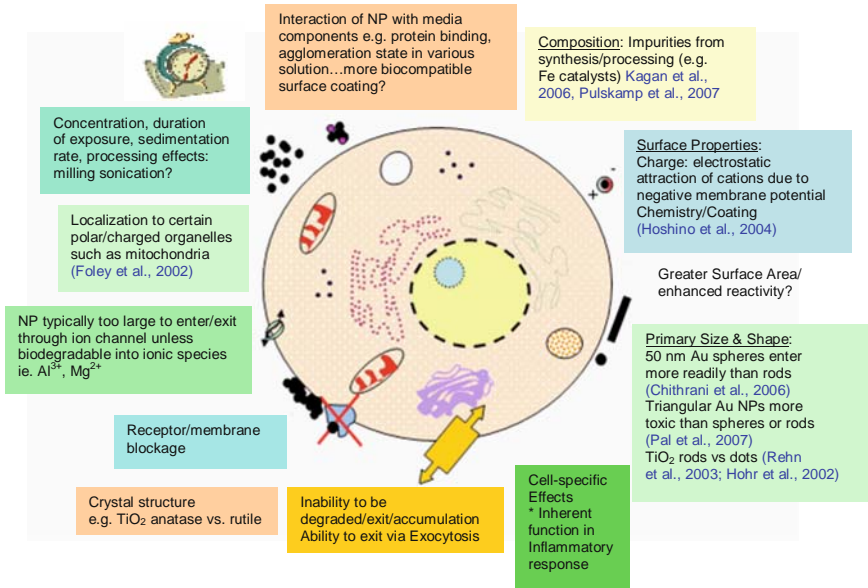 Interaction of NP with media
components e.g. protein binding,
agglomeration state in various
solution…more biocompatible
surface coating?
Composition: Impurities from
synthesis/processing (e.g.
Fe catalysts) Kagan et al.,
2006, Pulskamp et al., 2007
Concentration, duration
of exposure, sedimentation
rate, processing effects:
milling sonication?
Surface Properties:
Charge: electrostatic
attraction of cations due to
negative membrane potential
Chemistry/Coating
(Hoshino et al., 2004)
Localization to certain
polar/charged organelles
such as mitochondria
(Foley et al., 2002)
Greater Surface Area/
enhanced reactivity?
NP typically too large to enter/exit
through ion channel unless
biodegradable into ionic species
ie. Al³⁺, Mg²⁺
Primary Size & Shape:
50 nm Au spheres enter
more readily than rods
(Chithrani et al., 2006)
Triangular Au NPs more
toxic than spheres or rods
(Pal et al., 2007)
TiO₂ rods vs dots (Rehn
et al., 2003; Hohr et al., 2002)
Receptor/membrane
blockage
Crystal structure
e.g. TiO₂ anatase vs. rutile
Inability to be
degraded/exit/accumulation
Ability to exit via Exocytosis
Cell-specific
Effects
* Inherent
function in
Inflammatory
response
- 
+